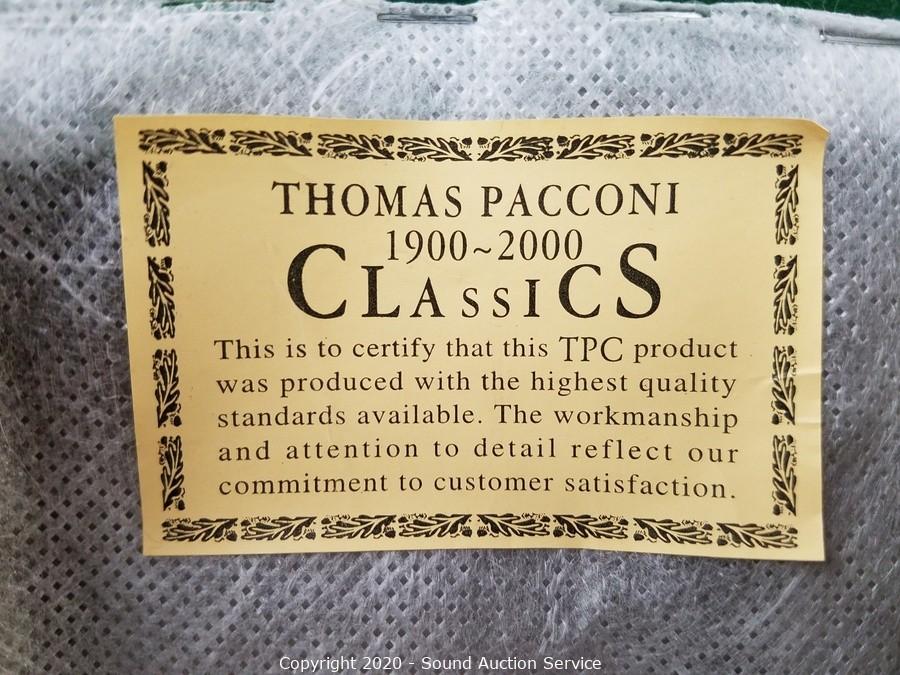 THOMAS PACCONI
1900~2000
CLASSICS
This is to certify that this TPC product
was produced with the highest quality
standards available. The workmanship
and attention to detail reflect our
commitment to customer satisfaction.
Copyright 2020 - Sound Auction Service